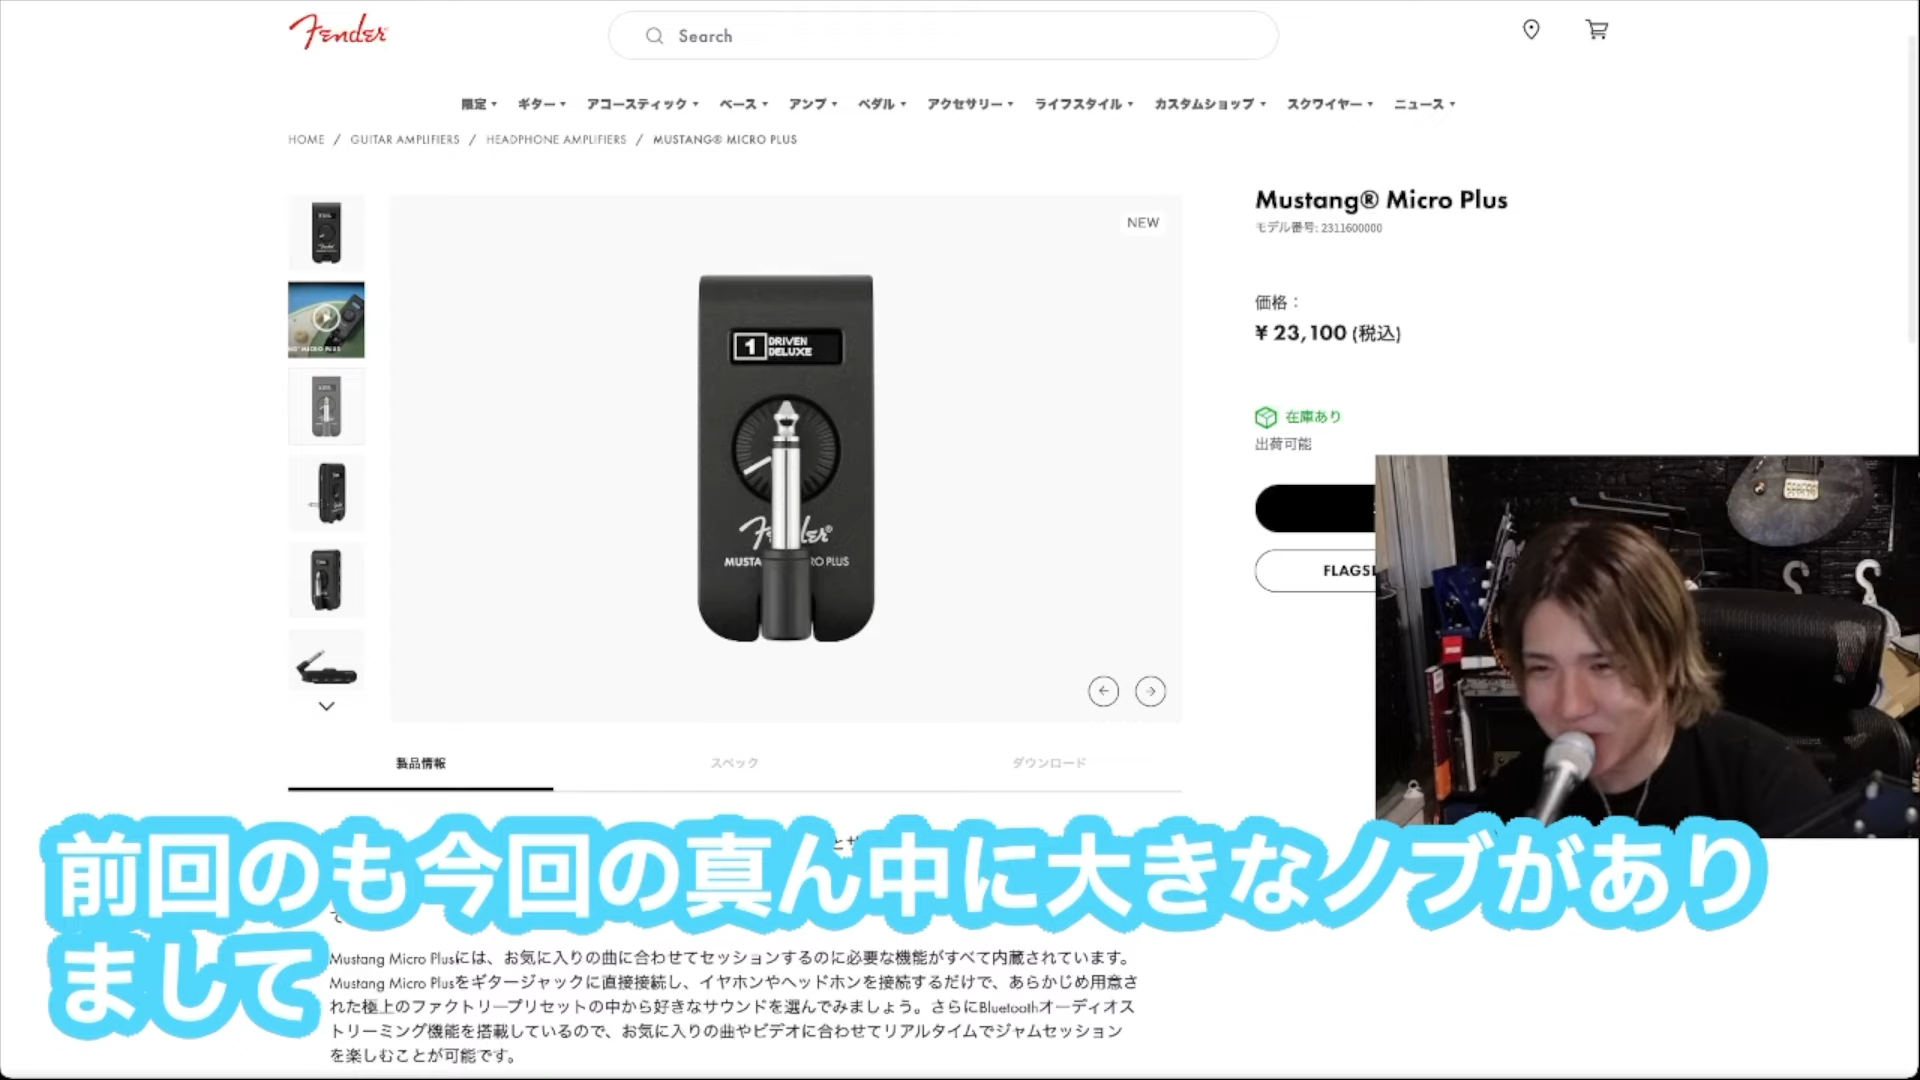 Fender
Search
限定 ギター アコースティック ベース アンプ ペダル アクセサリー ライフスタイル カスタムショップ スクワイヤー ニュース
HOME / GUITAR AMPLIFIERS / HEADPHONE AMPLIFIERS / MUSTANG® MICRO PLUS
NEW
1 DRIVEN
DELUXE
Mustang® Micro Plus
モデル番号: 2311600000
価格：
¥ 23,100 (税込)
在庫あり
出荷可能
FLAGS
製品情報 スペック ダウンロード
前回のも今回の真ん中に大きなノブがあり
まして
Mustang Micro Plusには、お気に入りの曲に合わせてセッションするのに必要な機能がすべて内蔵されています。
Mustang Micro Plusをギタージャックに直接接続し、イヤホンやヘッドホンを接続するだけで、あらかじめ用意さ
れた極上のファクトリープリセットの中から好きなサウンドを選んでみましょう。さらにBluetoothオーディオス
トリーミング機能を搭載しているので、お気に入りの曲やビデオに合わせてリアルタイムでジャムセッション
を楽しむことが可能です。